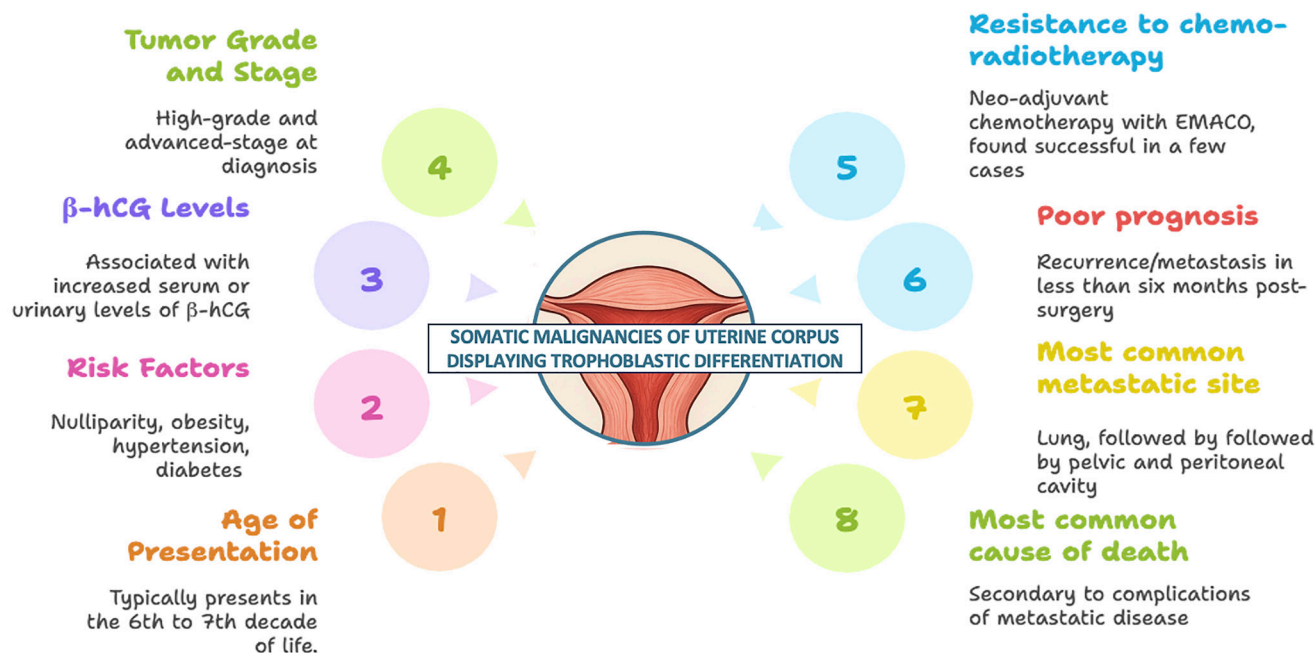 Tumor Grade
and Stage
High-grade and
advanced-stage at
diagnosis
4
β-hCG Levels
Associated with
increased serum or
urinary levels of β-hCG
3
Risk Factors
Nulliparity, obesity,
hypertension,
diabetes
2
Age of
Presentation
Typically presents in
the 6th to 7th decade
of life.
1
SOMATIC MALIGNANCIES OF UTERINE CORPUS
DISPLAYING TROPHOBLASTIC DIFFERENTIATION
Resistance to chemo-
radiotherapy
Neo-adjuvant
chemotherapy with EMACO,
found successful in a few
cases
5
Poor prognosis
Recurrence/metastasis in
less than six months post-
surgery
6
Most common
metastatic site
Lung, followed by followed
by pelvic and peritoneal
cavity
7
Most common
cause of death
Secondary to complications
of metastatic disease
8